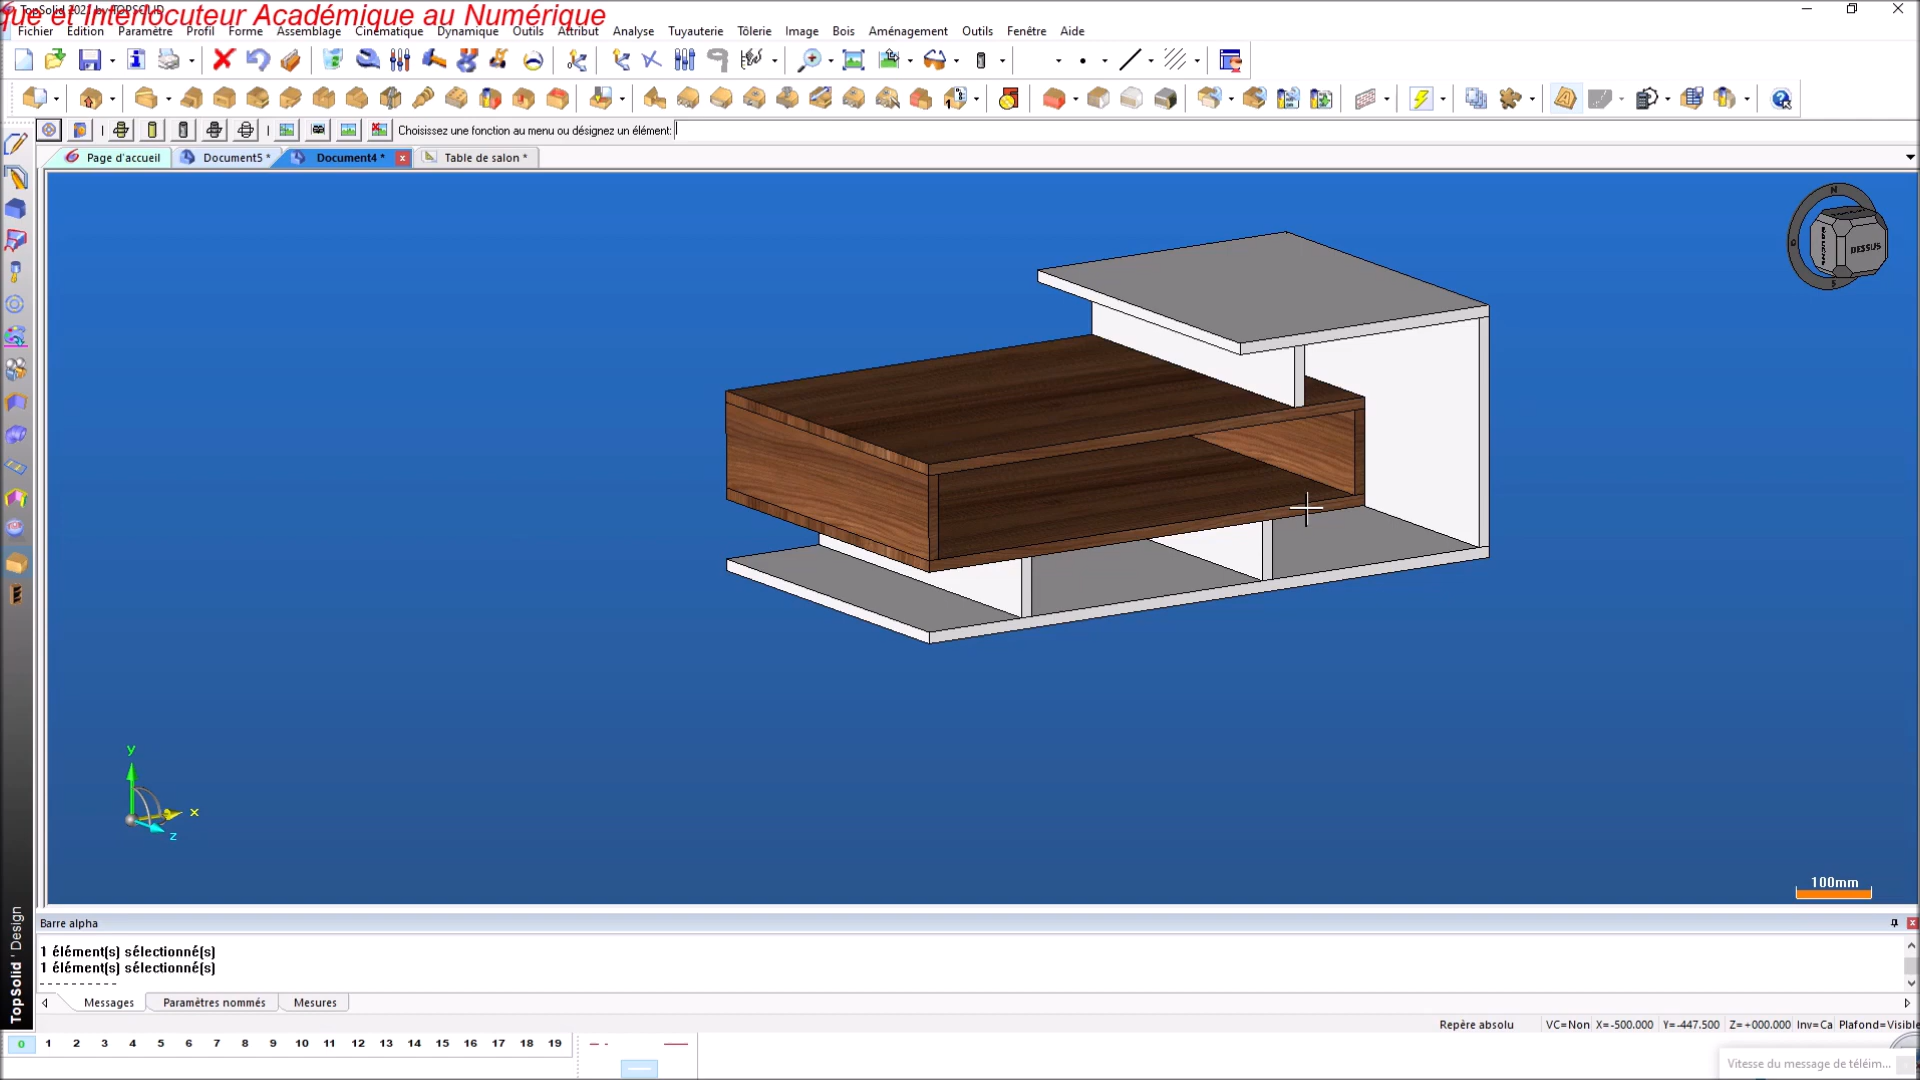 que et Interlocuteur Académique au Numérique
TopSolid 2021 by TOPSOLID
Fichier Edition Paramètre Profil Forme Assemblage Cinématique Dynamique Outils Attribut Analyse Tuyauterie Tôlerie Image Bois Aménagement Outils Fenêtre Aide
Choisissez une fonction au menu ou désignez un élément:
Page d'accueil Document5 * Document4 * Table de salon *
N
DESSUS
S
y
x
z
100mm
Barre alpha
1 élément(s) sélectionné(s)
1 élément(s) sélectionné(s)
-----------
Messages Paramètres nommés Mesures
Repère absolu VC=Non X=-500.000 Y=-447.500 Z=+000.000 Inv=Ca Plafond=Visible
0 1 2 3 4 5 6 7 8 9 10 11 12 13 14 15 16 17 18 19
Vitesse du message de téléim...
TopSolid ' Design